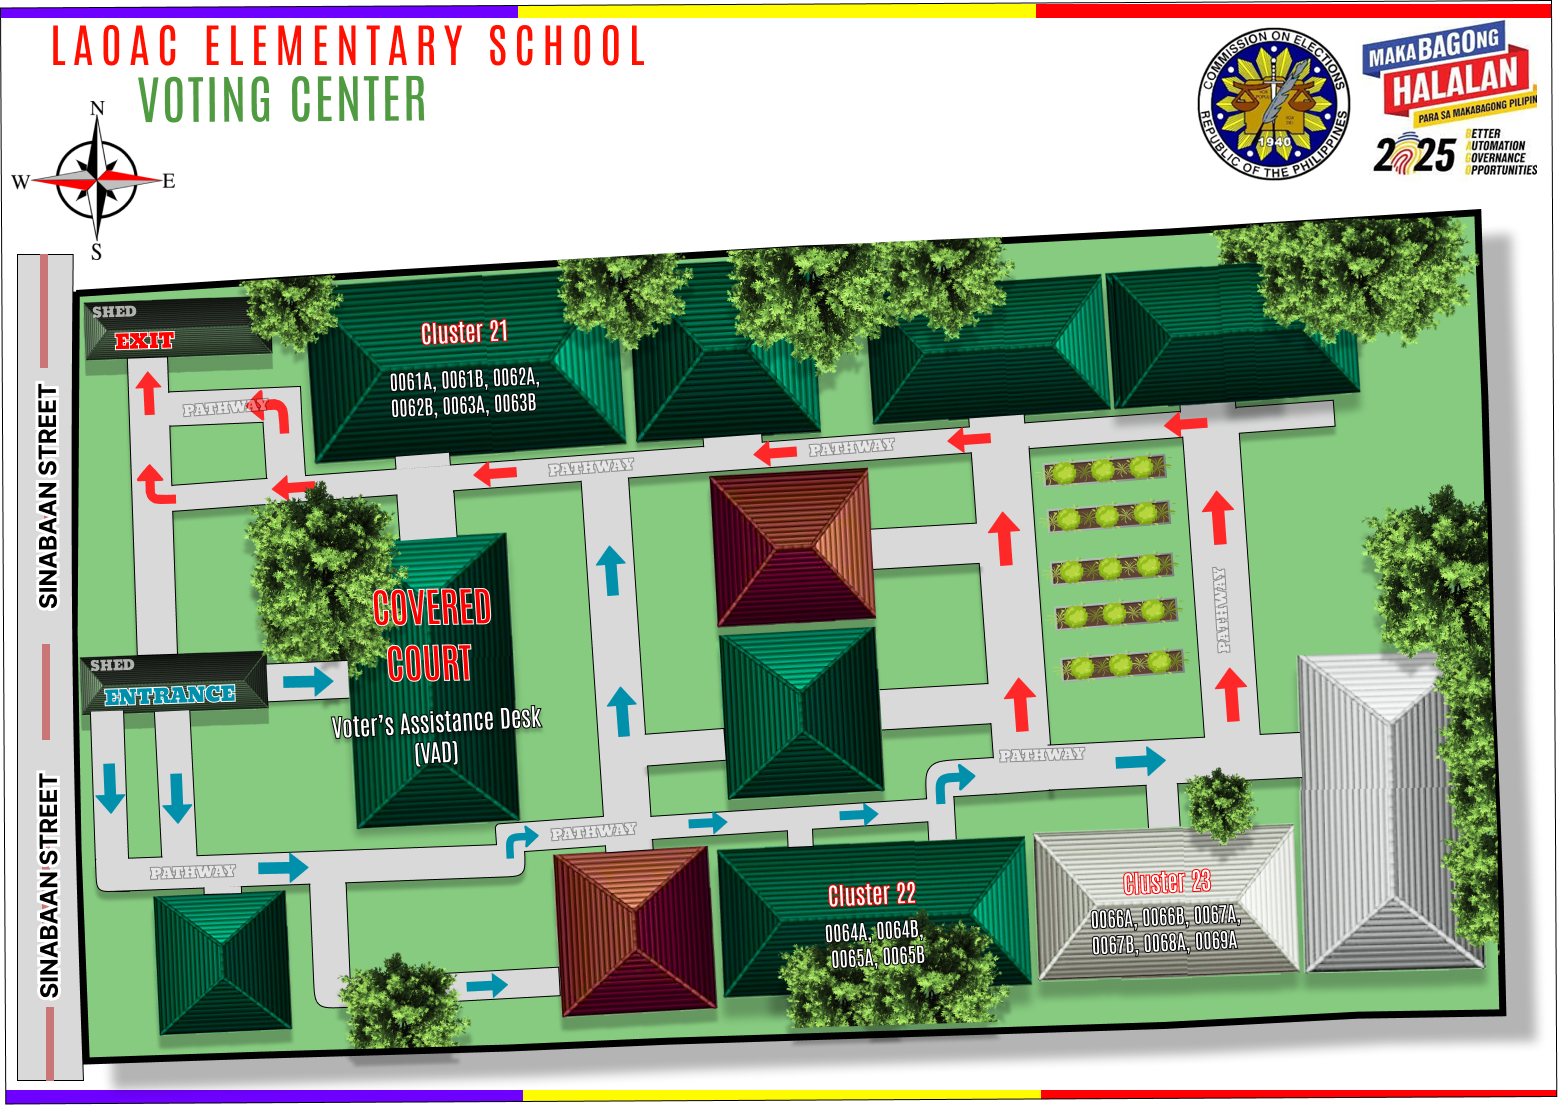 LAOAC ELEMENTARY SCHOOL
VOTING CENTER
N
W
E
S
COMMISSION ON ELECTIONS
REPUBLIC OF THE PHILIPPINES
1940
MAKABAGONG
HALALAN
PARA SA MAKABAGONG PILIPIN
2025
BETTER
AUTOMATION
GOVERNANCE
OPPORTUNITIES
SINABAAN STREET
SINABAAN STREET
SHED
EXIT
PATHWAY
Cluster 21
0061A, 0061B, 0062A,
0062B, 0063A, 0063B
PATHWAY
PATHWAY
PATHWAY
COVERED
COURT
Voter's Assistance Desk
(VAD)
SHED
ENTRANCE
PATHWAY
PATHWAY
PATHWAY
Cluster 22
0064A, 0064B,
0065A, 0065B
Cluster 23
0066A, 0066B, 0067A,
0067B, 0068A, 0069A